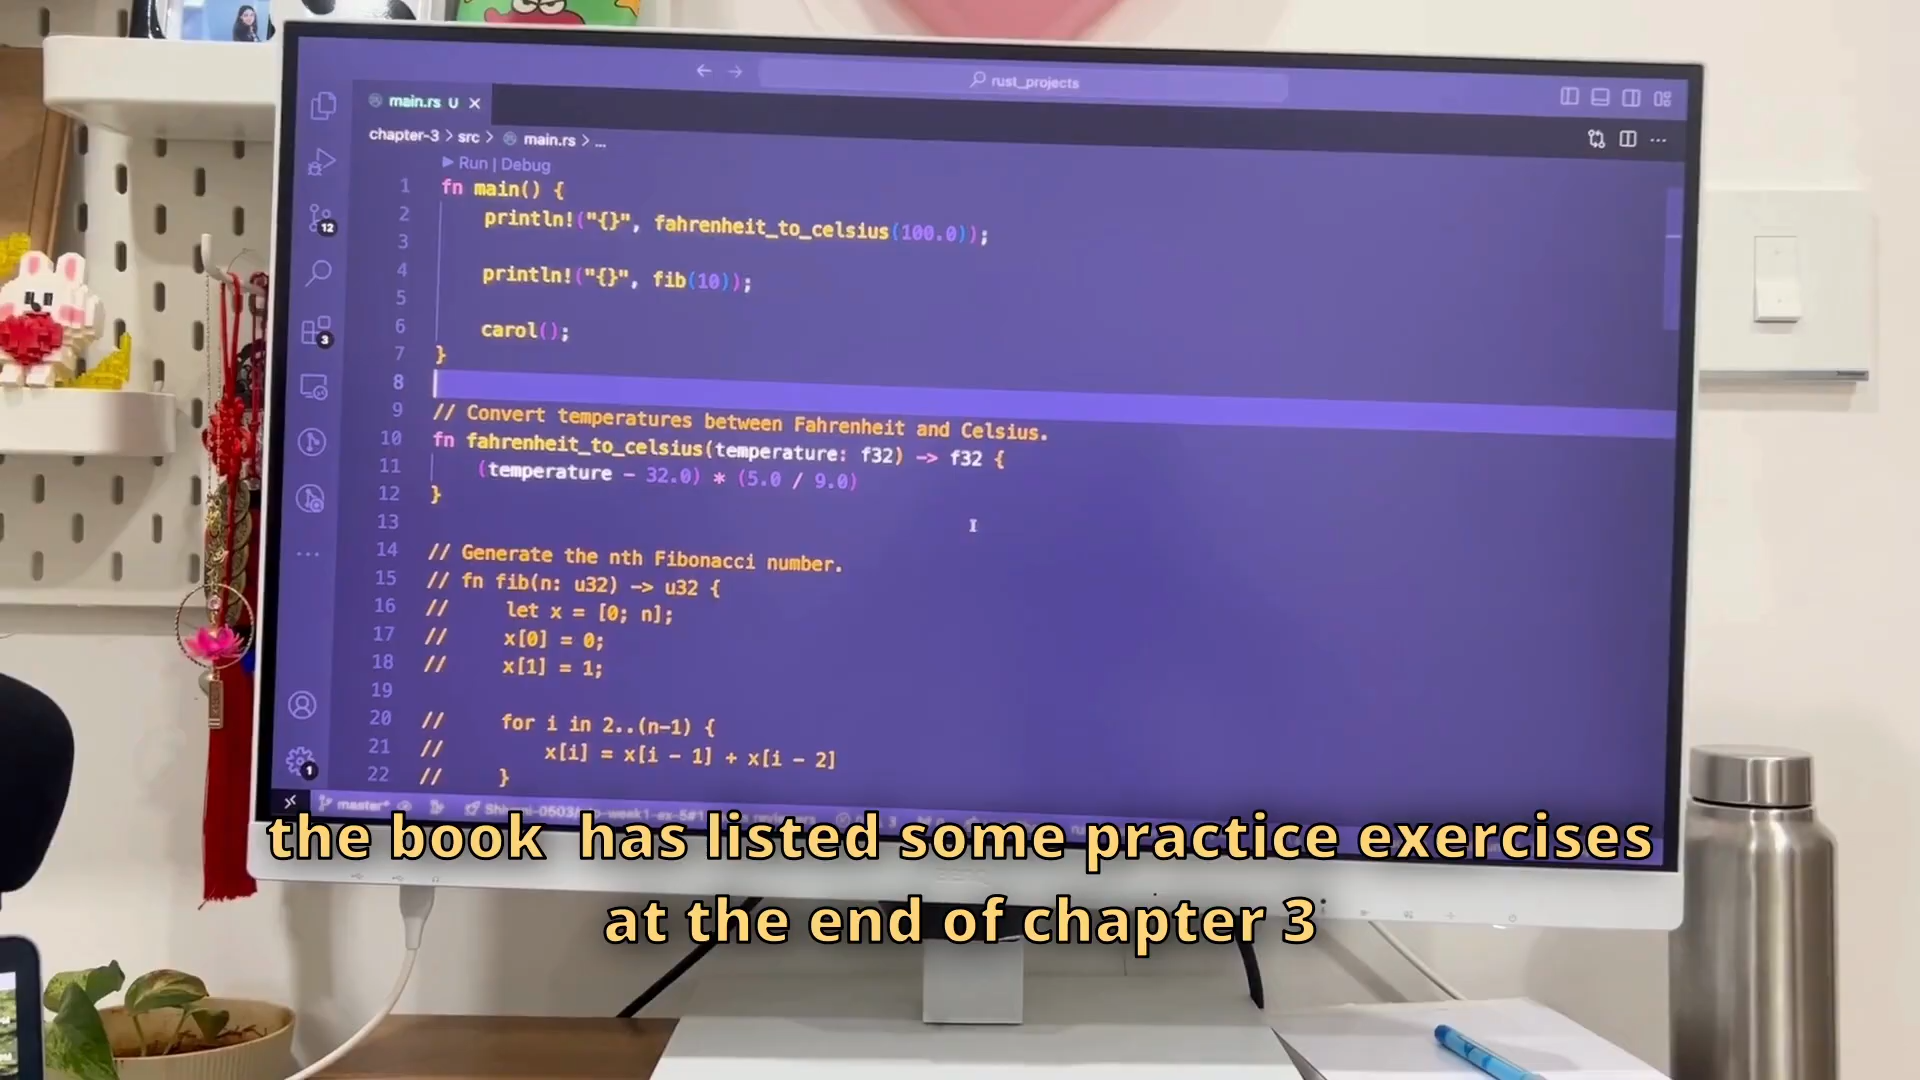 rust_projects
main.rs U
chapter-3 > src > main.rs > ...
Run | Debug
1 fn main() {
2 println!("{}", fahrenheit_to_celsius(100.0));
3
4 println!("{}", fib(10));
5
6 carol();
7 }
8
9 // Convert temperatures between Fahrenheit and Celsius.
10 fn fahrenheit_to_celsius(temperature: f32) -> f32 {
11 (temperature - 32.0) * (5.0 / 9.0)
12 }
13
14 // Generate the nth Fibonacci number.
15 // fn fib(n: u32) -> u32 {
16 // let x = [0; n];
17 // x[0] = 0;
18 // x[1] = 1;
19
20 // for i in 2..(n-1) {
21 // x[i] = x[i - 1] + x[i - 2]
22 // }
12
3
1
master*
the book has listed some practice exercises
at the end of chapter 3